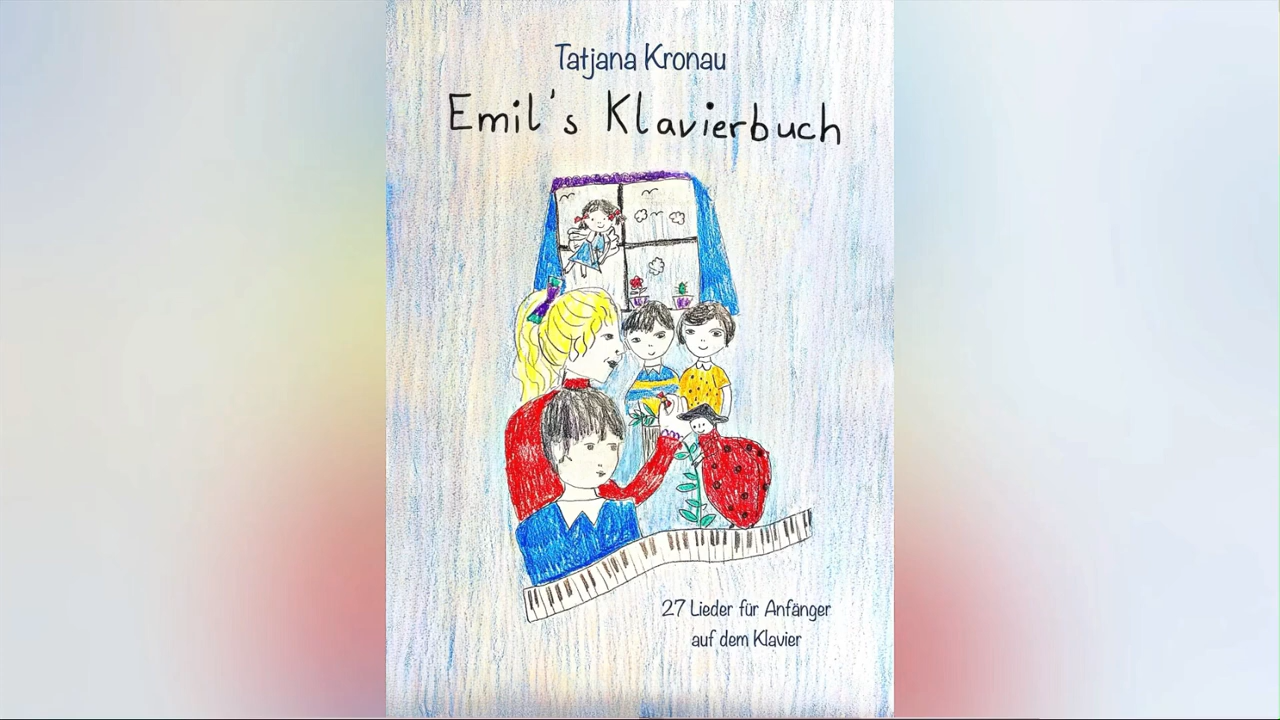 Tatjana Kronau
Emil's Klavierbuch
27 Lieder für Anfänger
auf dem Klavier